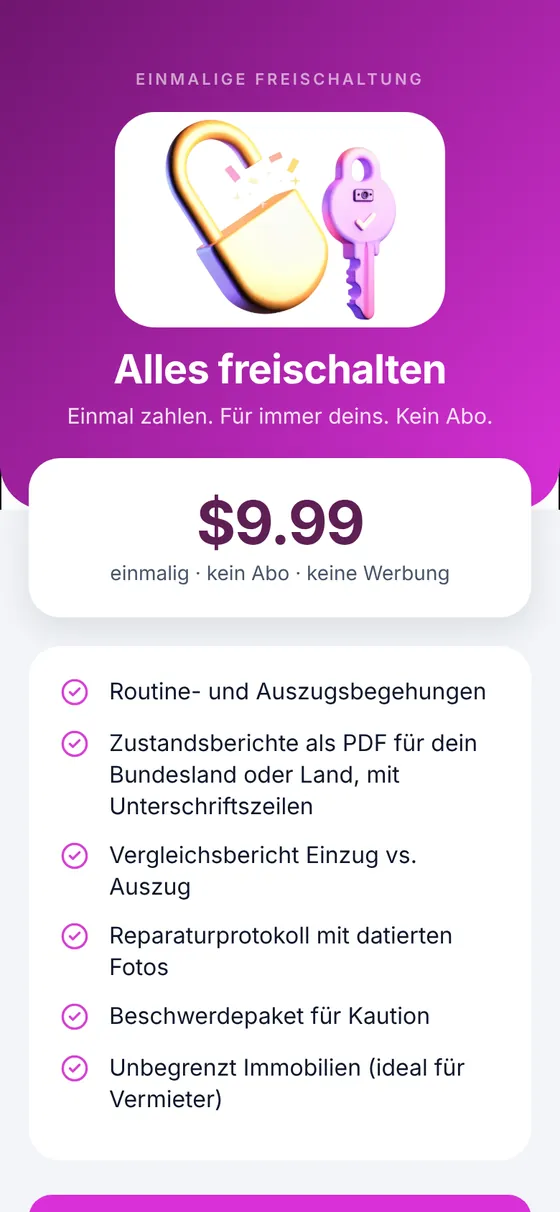 EINMALIGE FREISCHALTUNG
Alles freischalten
Einmal zahlen. Für immer deins. Kein Abo.
$9.99
einmalig · kein Abo · keine Werbung
Routine- und Auszugsbegehungen
Zustandsberichte als PDF für dein
Bundesland oder Land, mit
Unterschriftszeilen
Vergleichsbericht Einzug vs.
Auszug
Reparaturprotokoll mit datierten
Fotos
Beschwerdepaket für Kaution
Unbegrenzt Immobilien (ideal für
Vermieter)